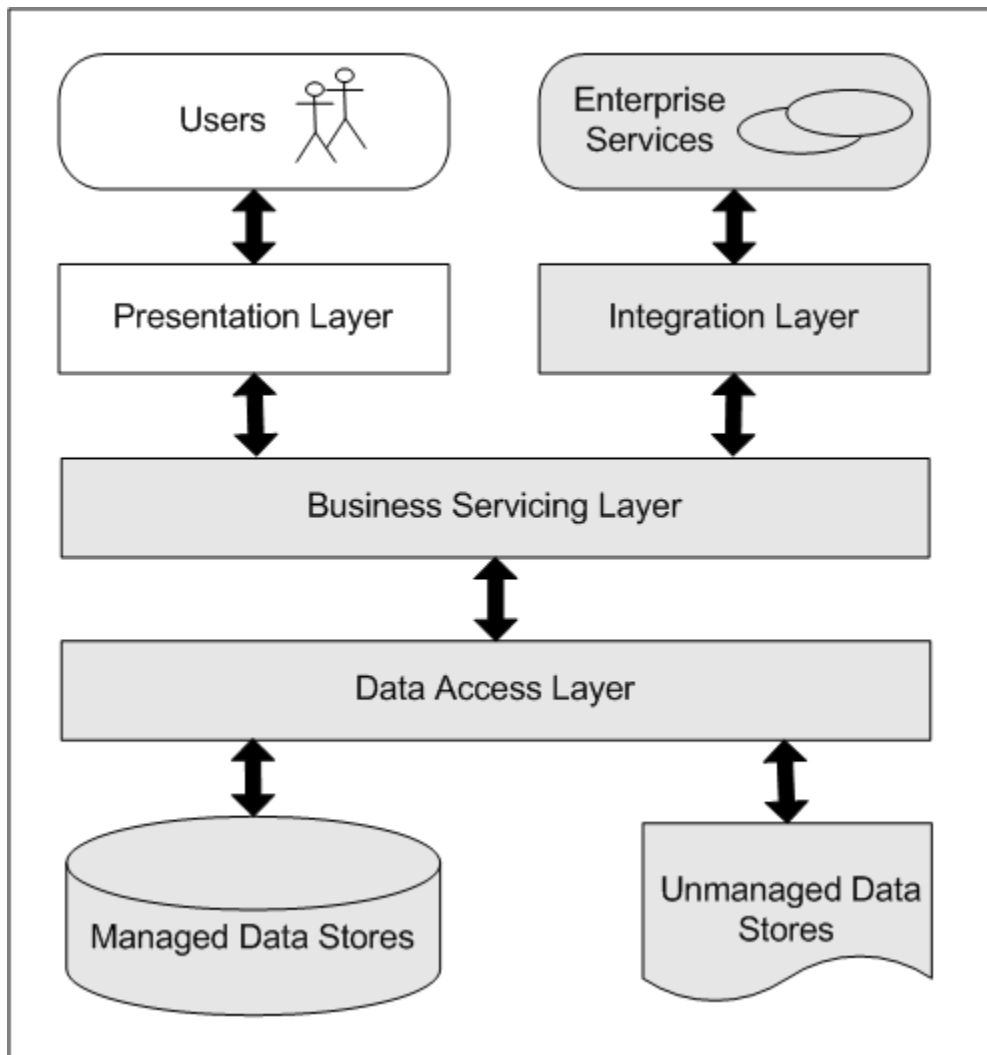 Users
Enterprise
Services
Presentation Layer
Integration Layer
Business Servicing Layer
Data Access Layer
Managed Data Stores
Unmanaged Data
Stores